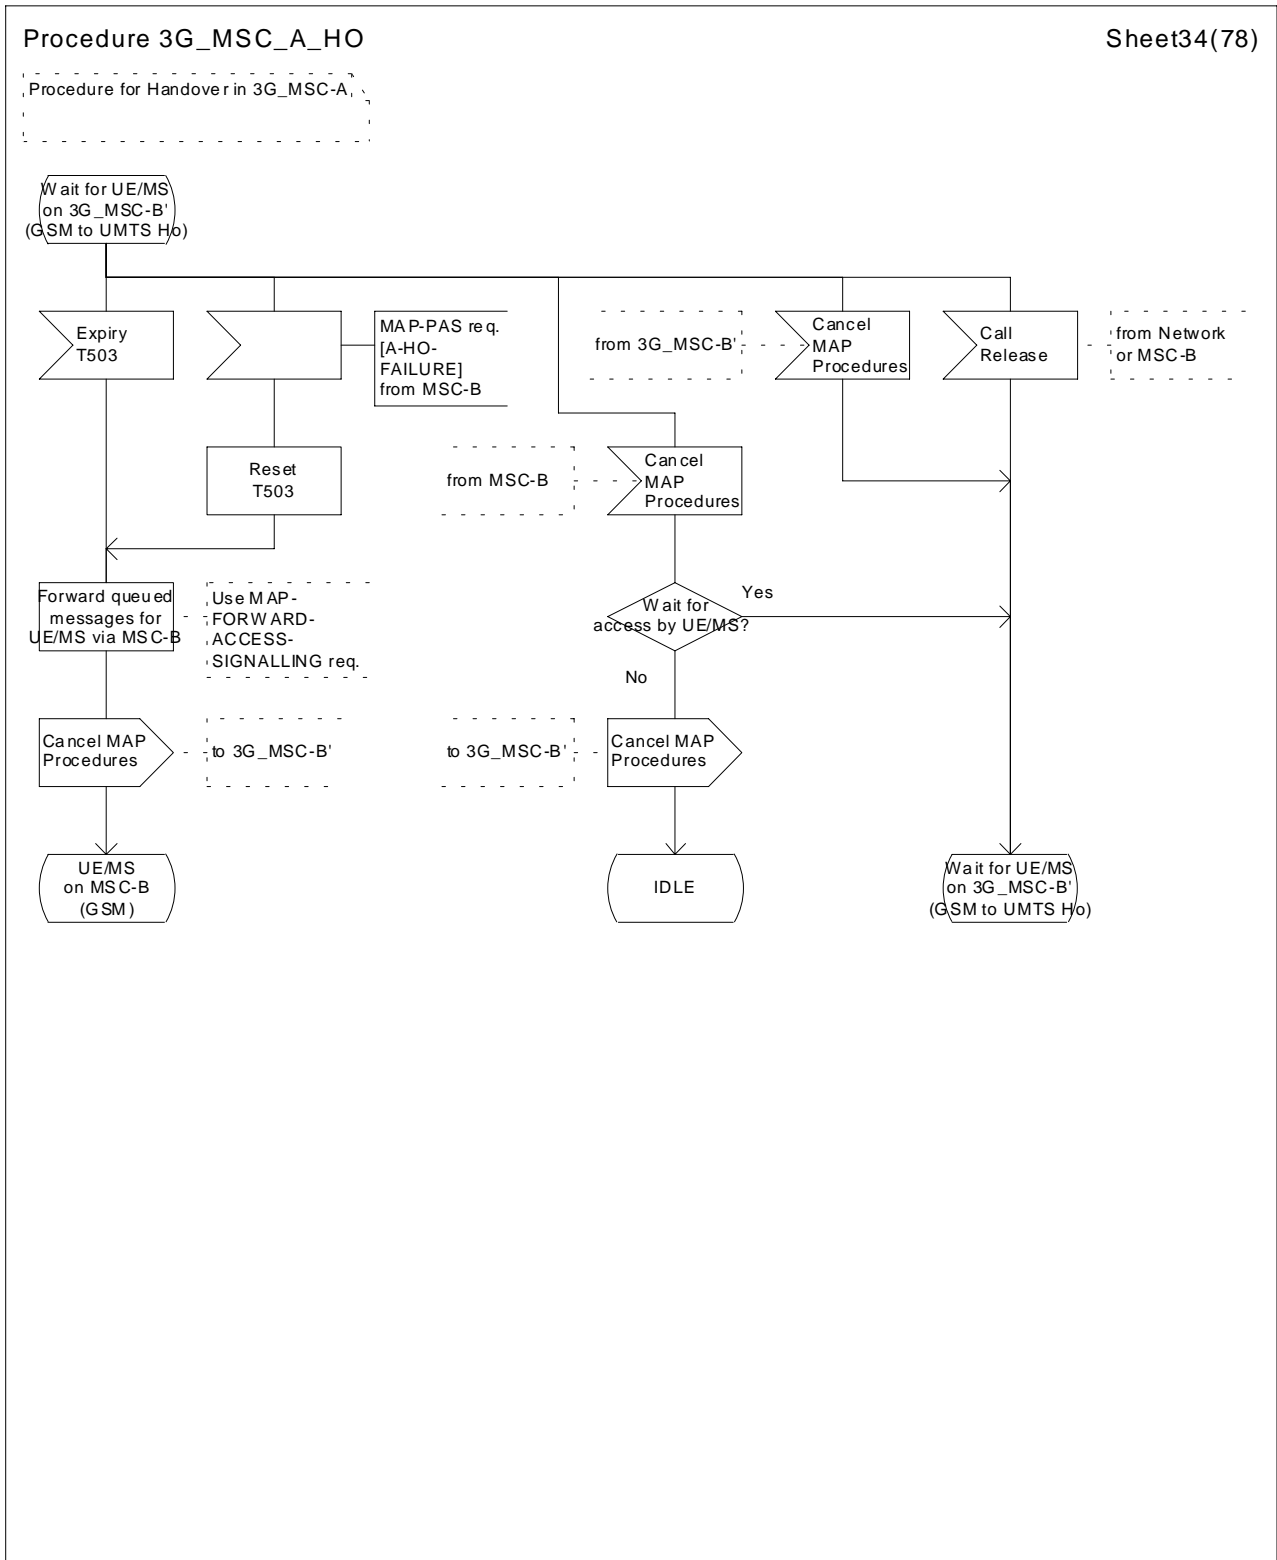 Procedure 3G_MSC_A_HO
Sheet34(78)
Procedure for Handover in 3G_MSC-A
Wait for UE/MS
on 3G_MSC-B'
(GSM to UMTS Ho)
Expiry
T503
MAP-PAS req.
[A-HO-
FAILURE]
from MSC-B
from 3G_MSC-B'
Cancel
MAP
Procedures
Call
Release
from Network
or MSC-B
Reset
T503
from MSC-B
Cancel
MAP
Procedures
Forward queued
messages for
UE/MS via MSC-B
Use MAP-
FORWARD-
ACCESS-
SIGNALLING req.
Wait for
access by UE/MS?
Yes
No
Cancel MAP
Procedures
to 3G_MSC-B'
to 3G_MSC-B'
Cancel MAP
Procedures
UE/MS
on MSC-B
(GSM)
IDLE
Wait for UE/MS
on 3G_MSC-B'
(GSM to UMTS Ho)